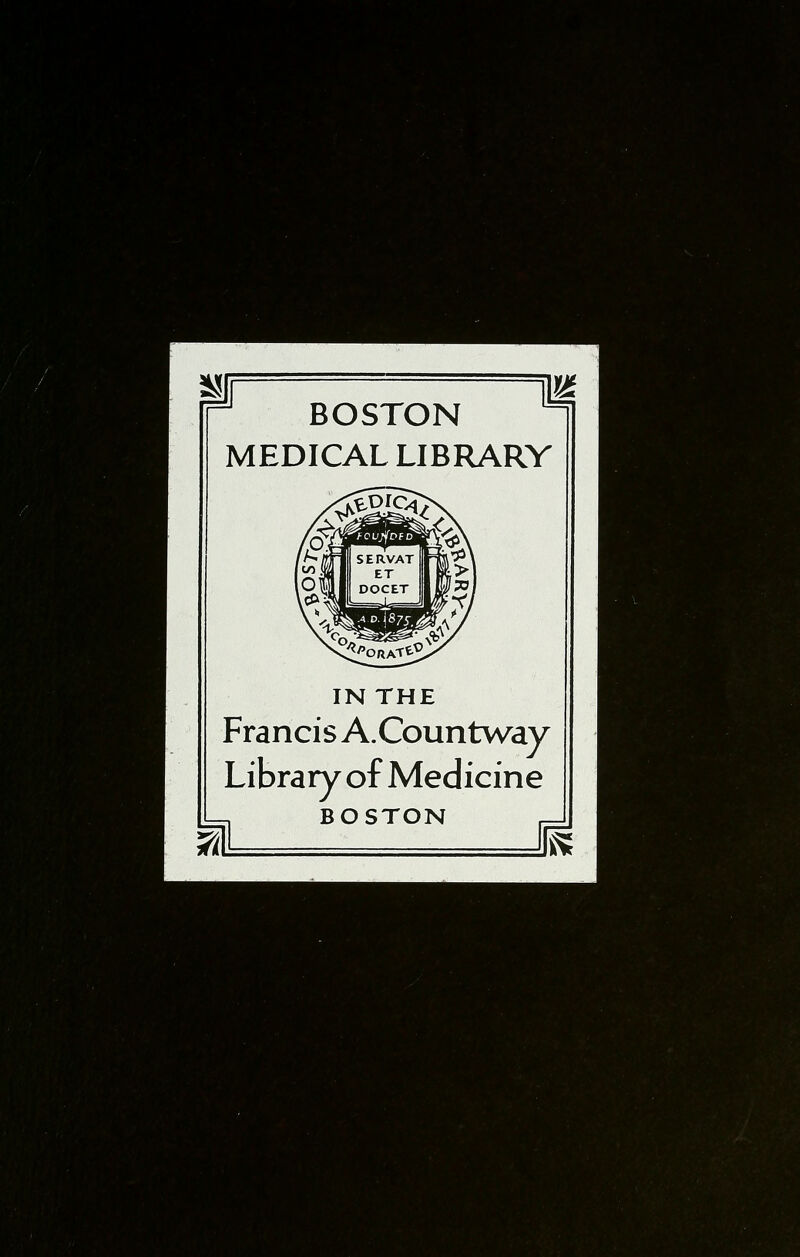 BOSTON
MEDICAL LIBRARY
BOSTON MEDICAL LIBRARY
FOUNDED
SERVAT
ET
DOCET
A.D. 1875
INCORPORATED 1877
IN THE
Francis A. Countway
Library of Medicine
BOSTON